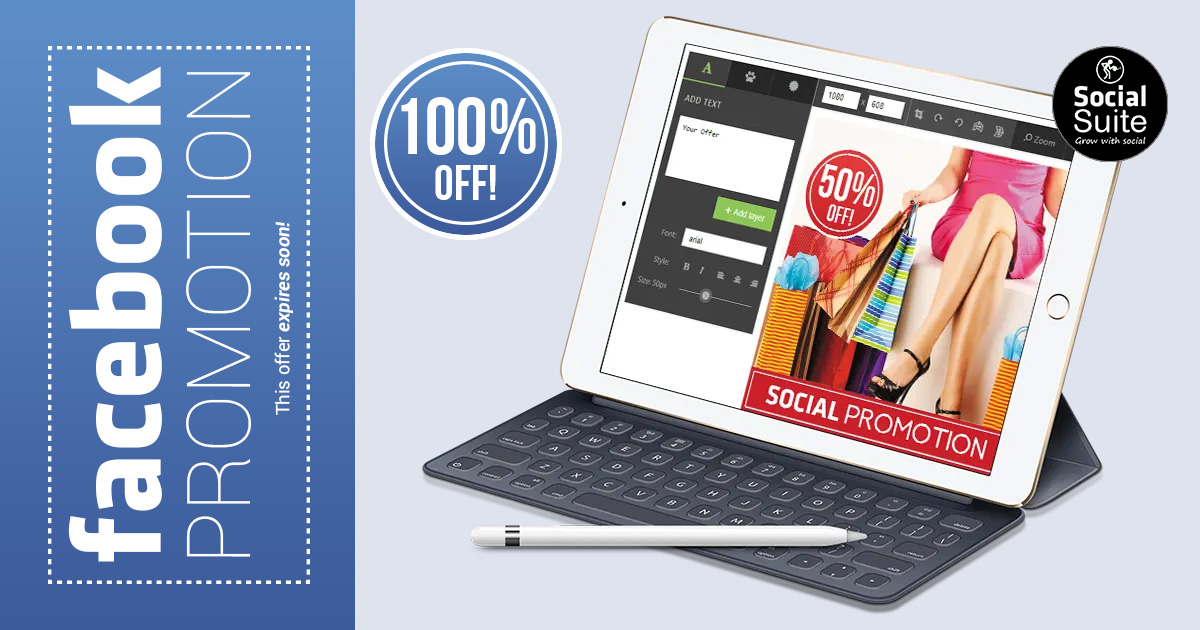 facebook
PROMOTION
This offer expires soon!
100%
OFF!
Social
Suite
Grow with social
A
1080 x 608
Zoom
ADD TEXT
Your Offer
+ Add layer
Font: arial
Style: B I
Size: 50px
50%
OFF!
SOCIAL PROMOTION
Q W E R T Y U I O P
A S D F G H J K L
Z X C V B N M